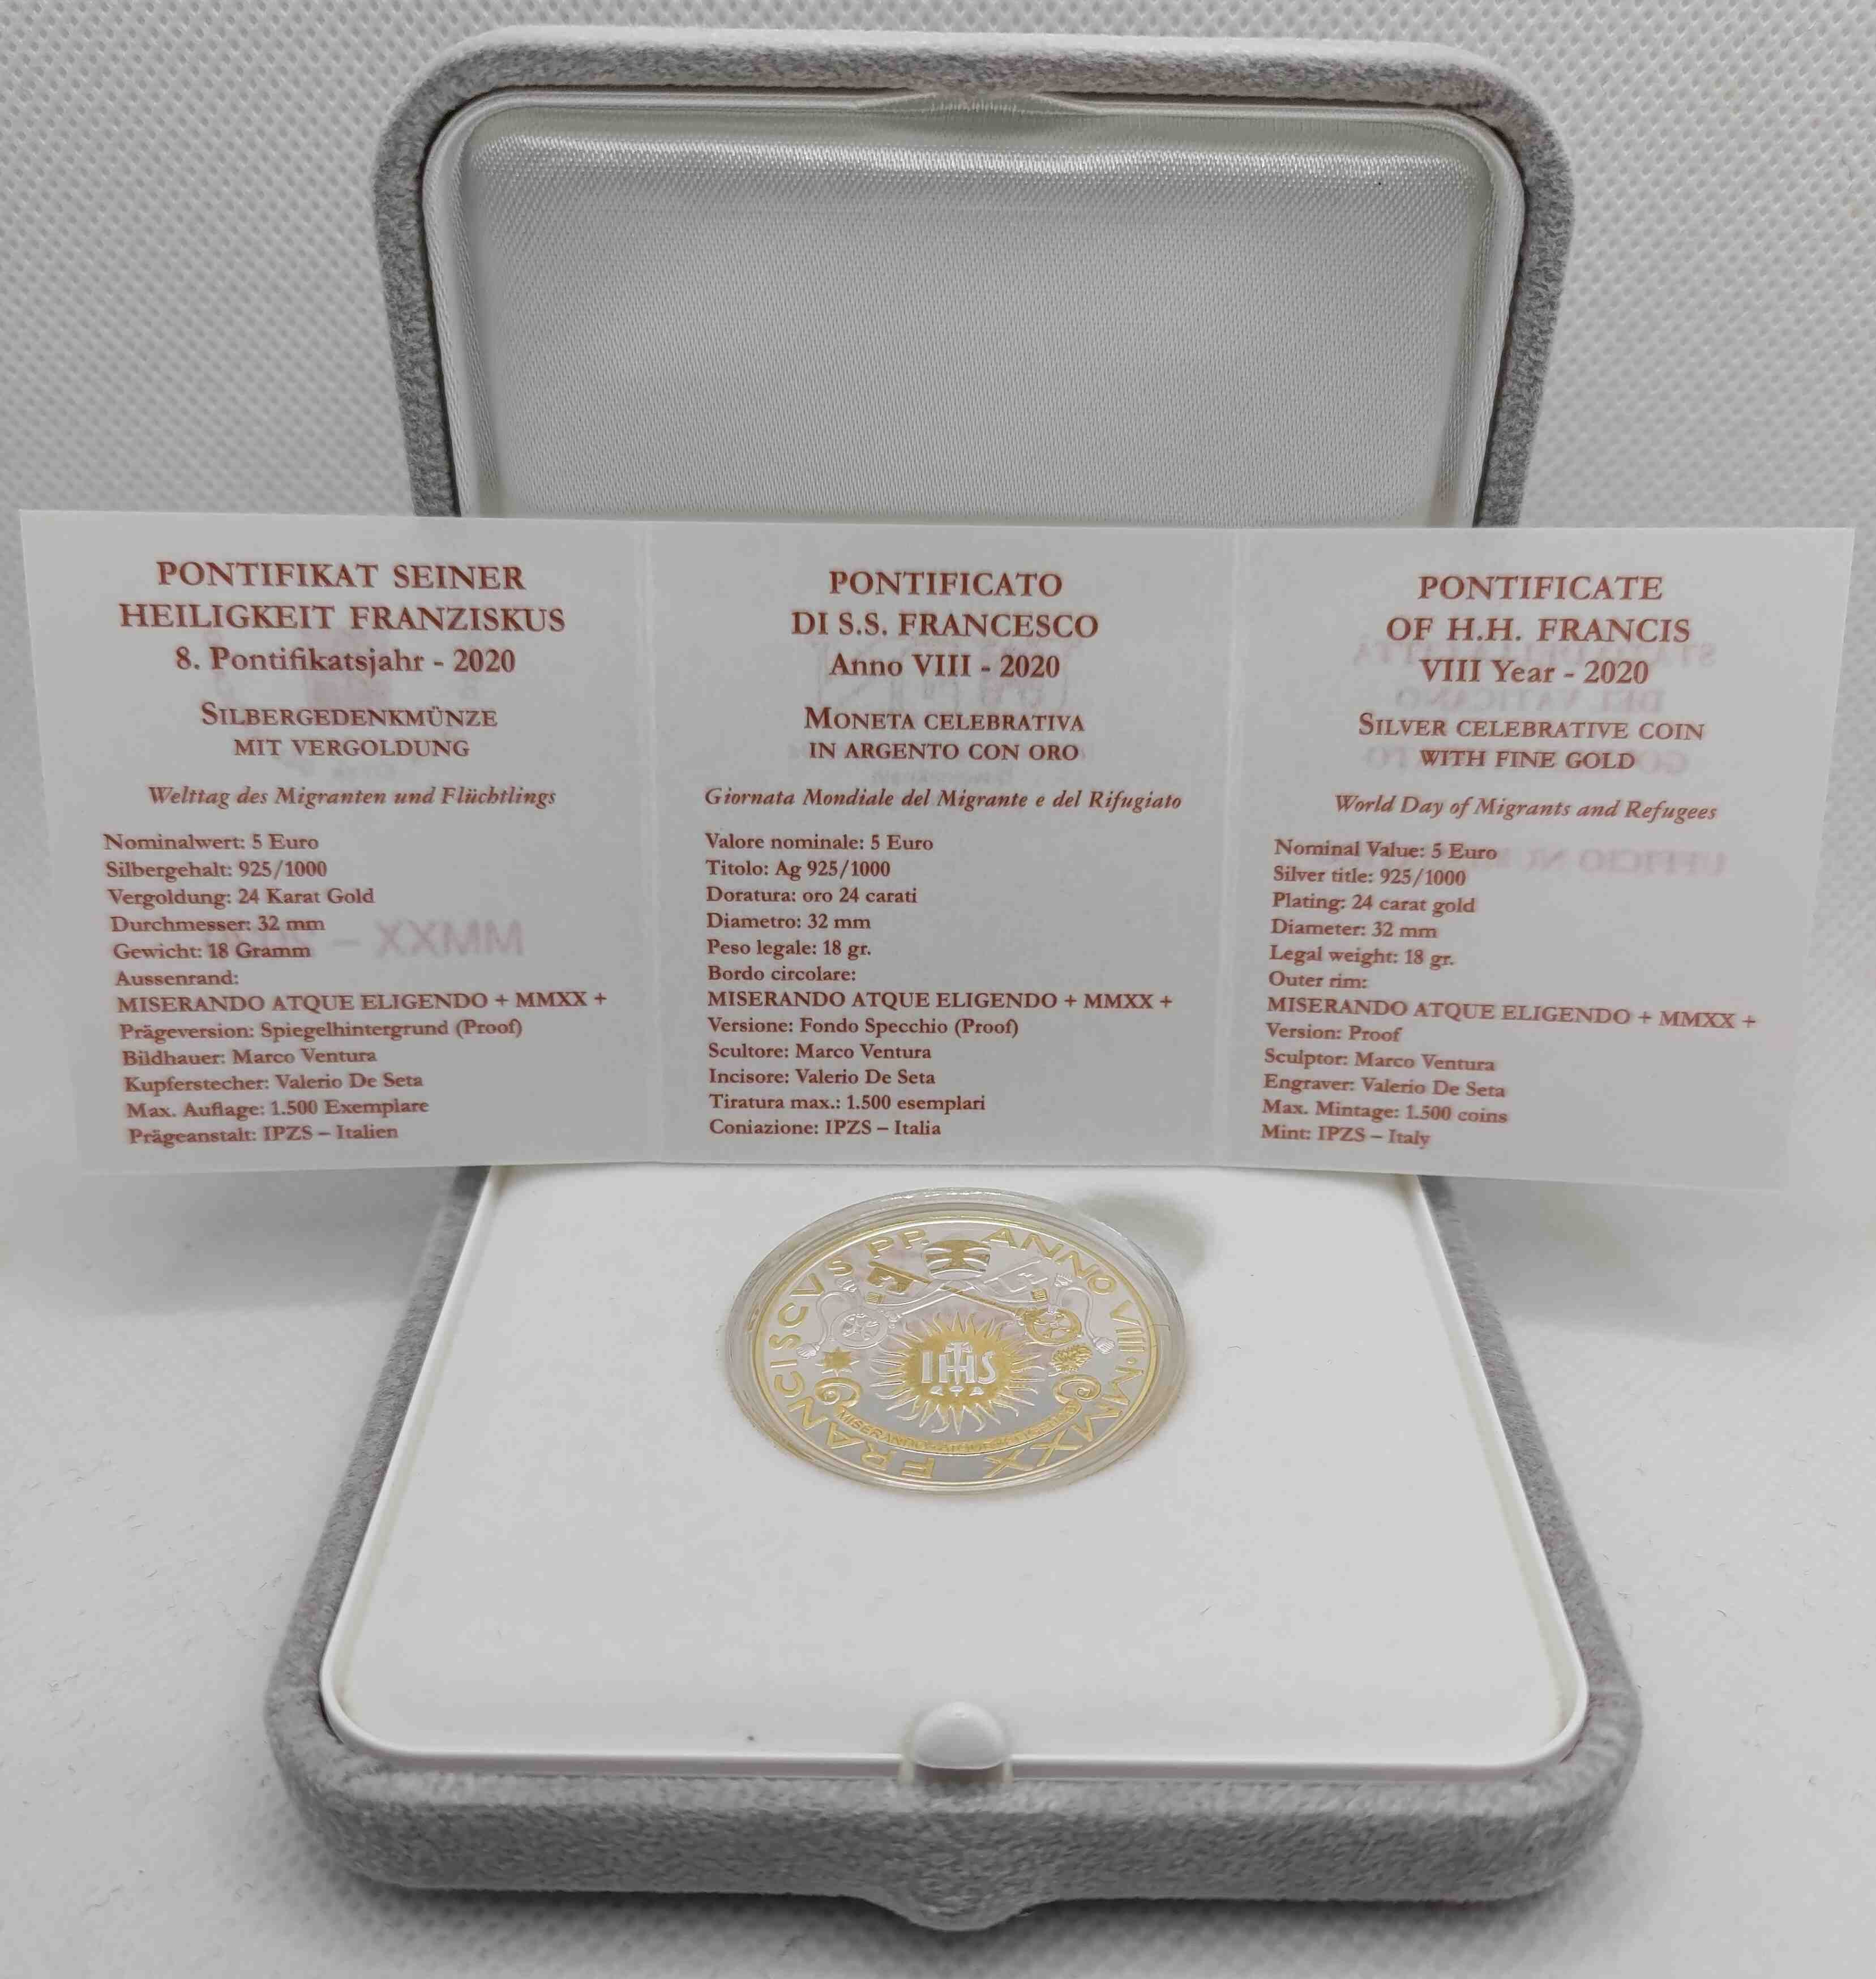 PONTIFIKAT SEINER
HEILIGKEIT FRANZISKUS
8. Pontifikatsjahr - 2020
SILBERGEDENKMÜNZE
MIT VERGOLDUNG
Welttag des Migranten und Flüchtlings
Nominalwert: 5 Euro
Silbergehalt: 925/1000
Vergoldung: 24 Karat Gold
Durchmesser: 32 mm
Gewicht: 18 Gramm
Aussenrand:
MISERANDO ATQUE ELIGENDO + MMXX +
Prägeversion: Spiegelhintergrund (Proof)
Bildhauer: Marco Ventura
Kupferstecher: Valerio De Seta
Max. Auflage: 1.500 Exemplare
Prägeanstalt: IPZS – Italien
PONTIFICATO
DI S.S. FRANCESCO
Anno VIII - 2020
MONETA CELEBRATIVA
IN ARGENTO CON ORO
Giornata Mondiale del Migrante e del Rifugiato
Valore nominale: 5 Euro
Titolo: Ag 925/1000
Doratura: oro 24 carati
Diametro: 32 mm
Peso legale: 18 gr.
Bordo circolare:
MISERANDO ATQUE ELIGENDO + MMXX +
Versione: Fondo Specchio (Proof)
Scultore: Marco Ventura
Incisore: Valerio De Seta
Tiratura max.: 1.500 esemplari
Coniazione: IPZS – Italia
PONTIFICATE
OF H.H. FRANCIS
VIII Year - 2020
SILVER CELEBRATIVE COIN
WITH FINE GOLD
World Day of Migrants and Refugees
Nominal Value: 5 Euro
Silver title: 925/1000
Plating: 24 carat gold
Diameter: 32 mm
Legal weight: 18 gr.
Outer rim:
MISERANDO ATQUE ELIGENDO + MMXX +
Version: Proof
Sculptor: Marco Ventura
Engraver: Valerio De Seta
Max. Mintage: 1.500 coins
Mint: IPZS – Italy
FRANCISCVS PP. ANNO VIII · MMXX
IHS
MISERANDO ATQUE